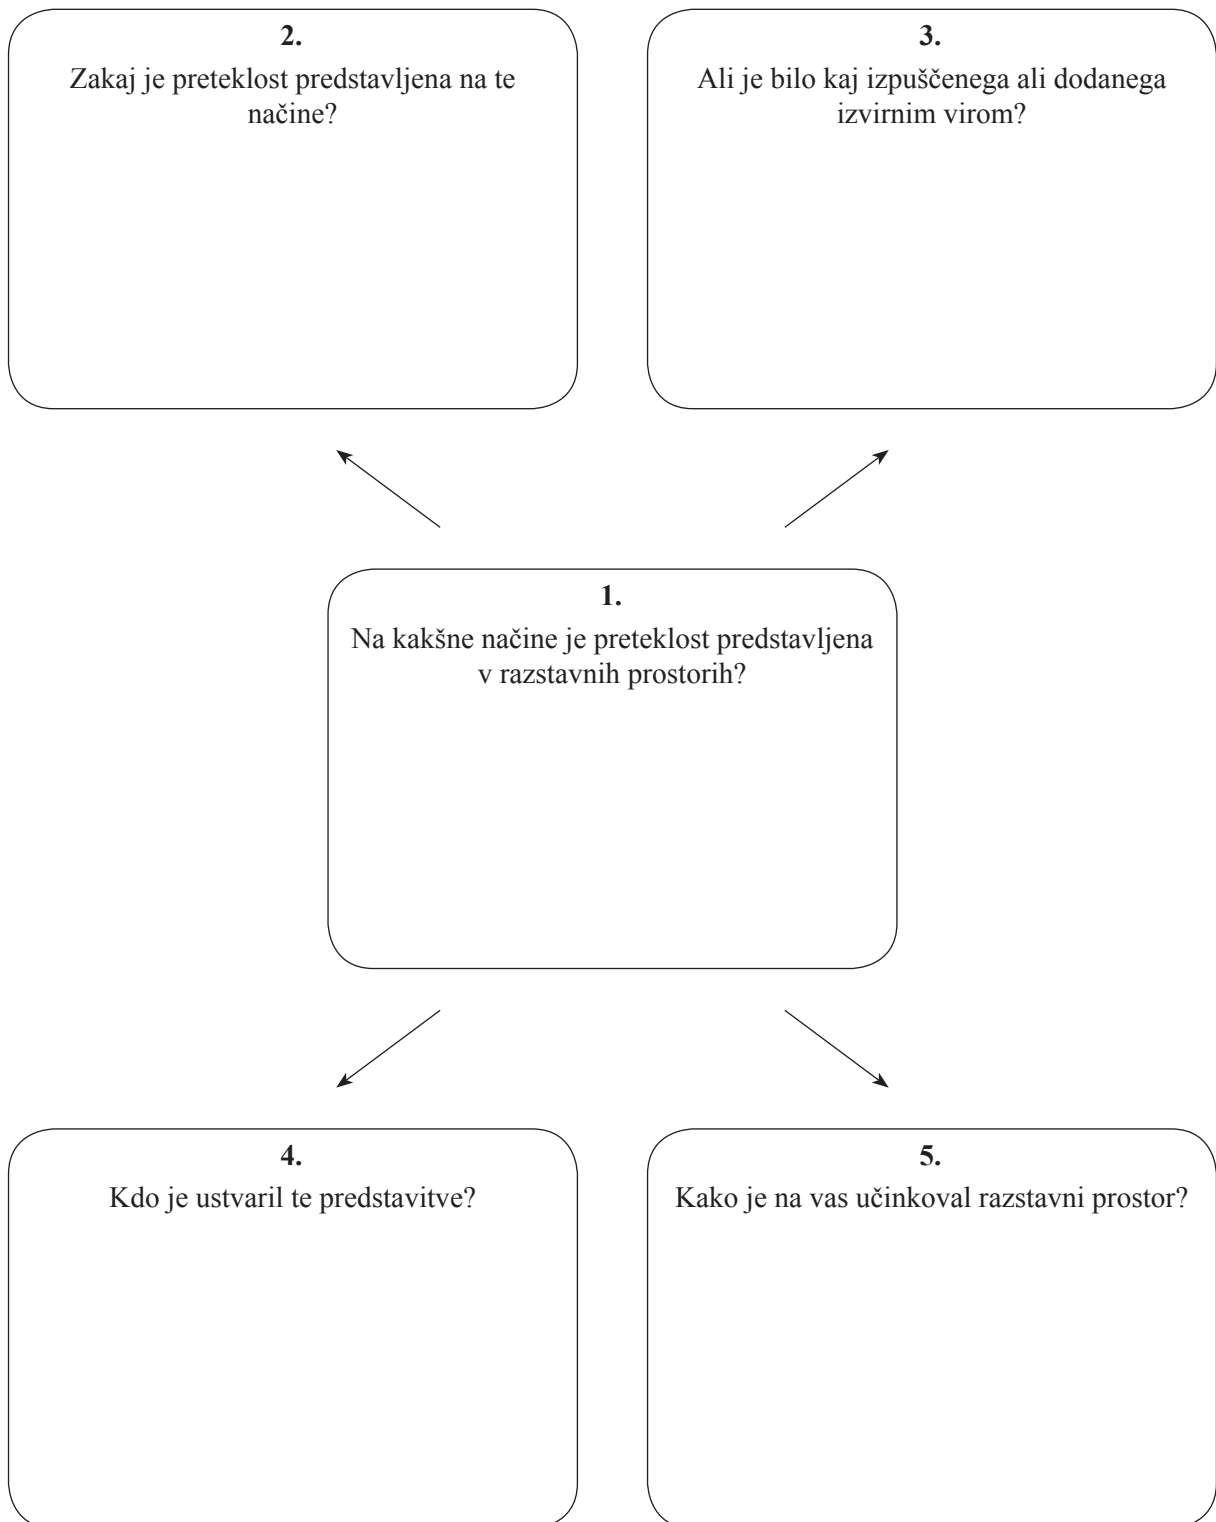 2.
Zakaj je preteklost predstavljena na te
načine?
3.
Ali je bilo kaj izpuščenega ali dodanega
izvirnim virom?
1.
Na kakšne načine je preteklost predstavljena
v razstavnih prostorih?
4.
Kdo je ustvaril te predstavitve?
5.
Kako je na vas učinkoval razstavni prostor?